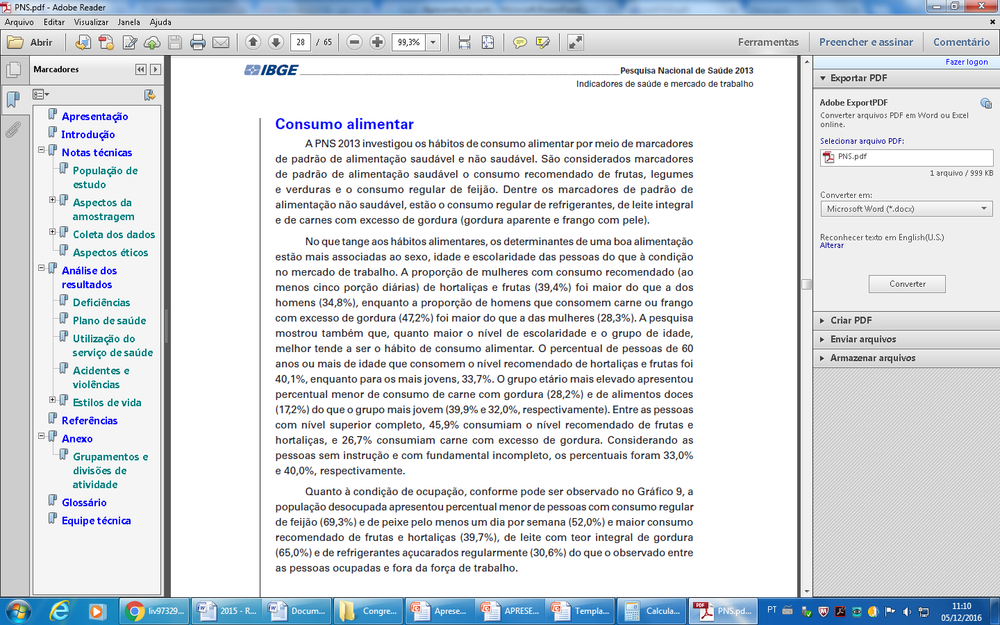 PNS.pdf - Adobe Reader
Arquivo Editar Visualizar Janela Ajuda
Abrir 28 / 65 99,3% Ferramentas Preencher e assinar Comentário
Marcadores
Apresentação
Introdução
Notas técnicas
População de
estudo
Aspectos da
amostragem
Coleta dos dados
Aspectos éticos
Análise dos
resultados
Deficiências
Plano de saúde
Utilização do
serviço de saúde
Acidentes e
violências
Estilos de vida
Referências
Anexo
Grupamentos e
divisões de
atividade
Glossário
Equipe técnica
IBGE Pesquisa Nacional de Saúde 2013
Indicadores de saúde e mercado de trabalho
Consumo alimentar
A PNS 2013 investigou os hábitos de consumo alimentar por meio de marcadores
de padrão de alimentação saudável e não saudável. São considerados marcadores
de padrão de alimentação saudável o consumo recomendado de frutas, legumes
e verduras e o consumo regular de feijão. Dentre os marcadores de padrão de
alimentação não saudável, estão o consumo regular de refrigerantes, de leite integral
e de carnes com excesso de gordura (gordura aparente e frango com pele).
No que tange aos hábitos alimentares, os determinantes de uma boa alimentação
estão mais associadas ao sexo, idade e escolaridade das pessoas do que à condição
no mercado de trabalho. A proporção de mulheres com consumo recomendado (ao
menos cinco porção diárias) de hortaliças e frutas (39,4%) foi maior do que a dos
homens (34,8%), enquanto a proporção de homens que consomem carne ou frango
com excesso de gordura (47,2%) foi maior do que a das mulheres (28,3%). A pesquisa
mostrou também que, quanto maior o nível de escolaridade e o grupo de idade,
melhor tende a ser o hábito de consumo alimentar. O percentual de pessoas de 60
anos ou mais de idade que consomem o nível recomendado de hortaliças e frutas foi
40,1%, enquanto para os mais jovens, 33,7%. O grupo etário mais elevado apresentou
percentual menor de consumo de carne com gordura (28,2%) e de alimentos doces
(17,2%) do que o grupo mais jovem (39,9% e 32,0%, respectivamente). Entre as pessoas
com nível superior completo, 45,9% consumiam o nível recomendado de frutas e
hortaliças, e 26,7% consumiam carne com excesso de gordura. Considerando as
pessoas sem instrução e com fundamental incompleto, os percentuais foram 33,0%
e 40,0%, respectivamente.
Quanto à condição de ocupação, conforme pode ser observado no Gráfico 9, a
população desocupada apresentou percentual menor de pessoas com consumo regular
de feijão (69,3%) e de peixe pelo menos um dia por semana (52,0%) e maior consumo
recomendado de frutas e hortaliças (39,7%), de leite com teor integral de gordura
(65,0%) e de refrigerantes açucarados regularmente (30,6%) do que o observado entre
as pessoas ocupadas e fora da força de trabalho.
Fazer logon
Exportar PDF
Adobe ExportPDF
Converter arquivos PDF em Word ou Excel
online.
Selecionar arquivo PDF:
PNS.pdf
1 arquivo / 999 KB
Converter em:
Microsoft Word (*.docx)
Reconhecer texto em English(U.S.)
Alterar
Converter
Criar PDF
Enviar arquivos
Armazenar arquivos
liv97329... 2015 - R... Docum... Congre... Aprese... APRESE... Templa... Calcula... PNS.pd... PT 11:10
05/12/2016